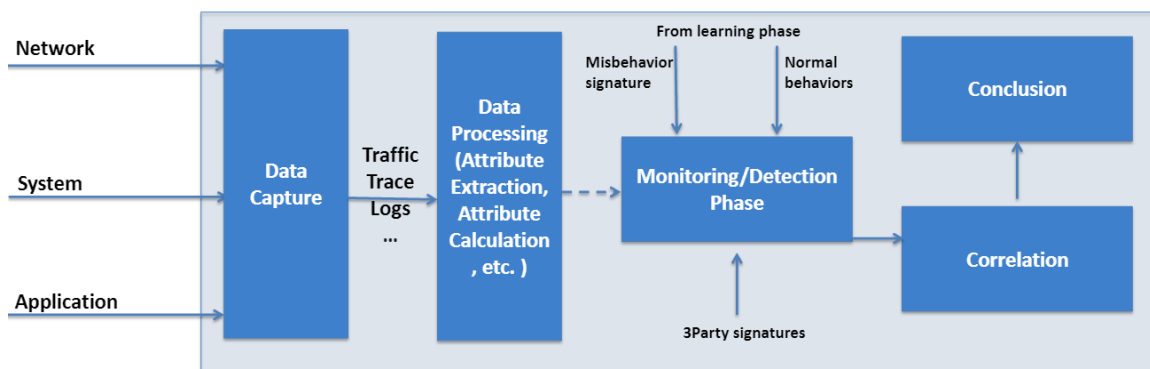 Network
System
Application
Data
Capture
Traffic
Trace
Logs
...
Data
Processing
(Attribute
Extraction,
Attribute
Calculation
, etc. )
From learning phase
Misbehavior
signature
Normal
behaviors
Monitoring/Detection
Phase
3Party signatures
Conclusion
Correlation